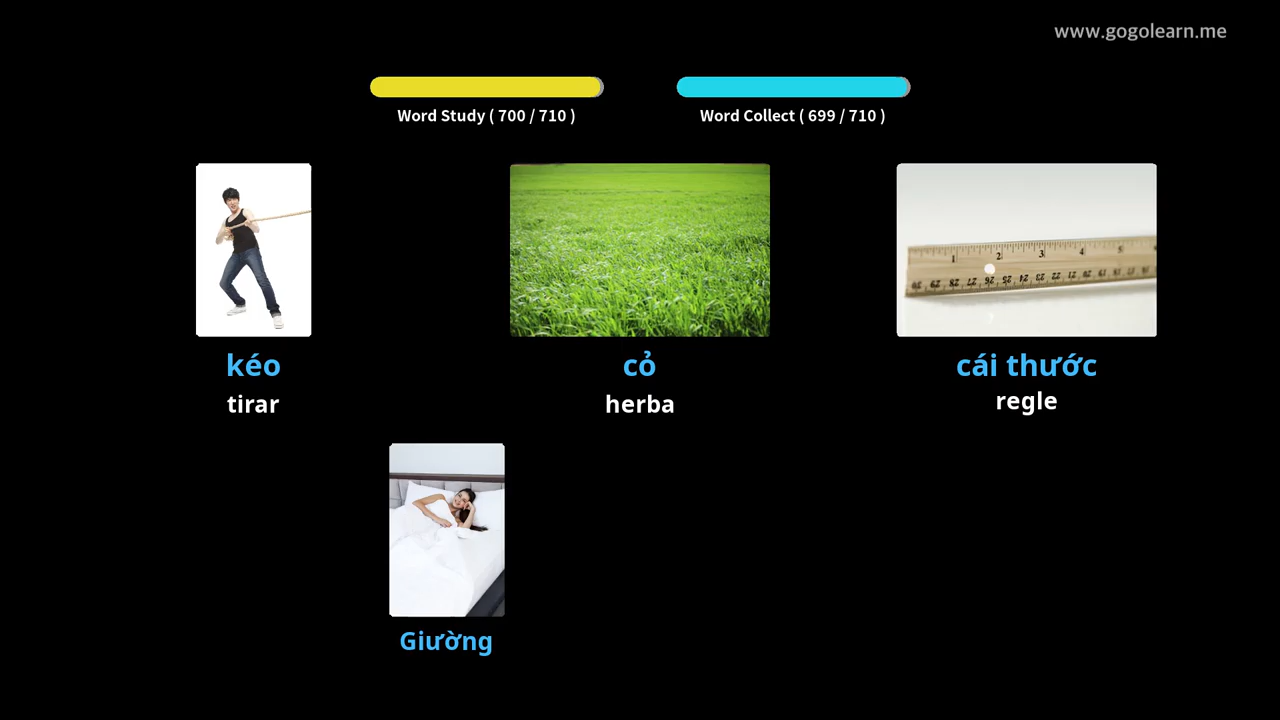 www.gogolearn.me
Word Study ( 700 / 710 )
Word Collect ( 699 / 710 )
kéo
tirar
cỏ
herba
cái thước
regle
Giường